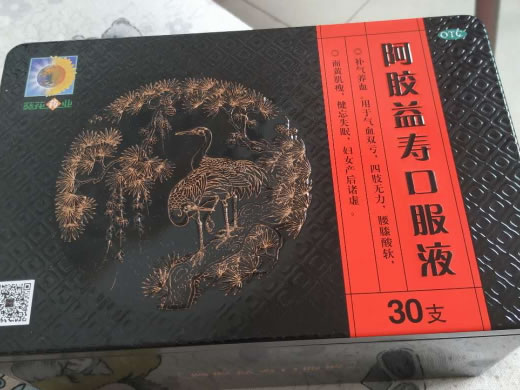 OTC
阿胶益寿口服液
30支
◎补气养血,用于气血双亏,四肢无力,腰膝酸软,
◎面黄肌瘦,健忘失眠,妇女产后诸虚。
葵花药业